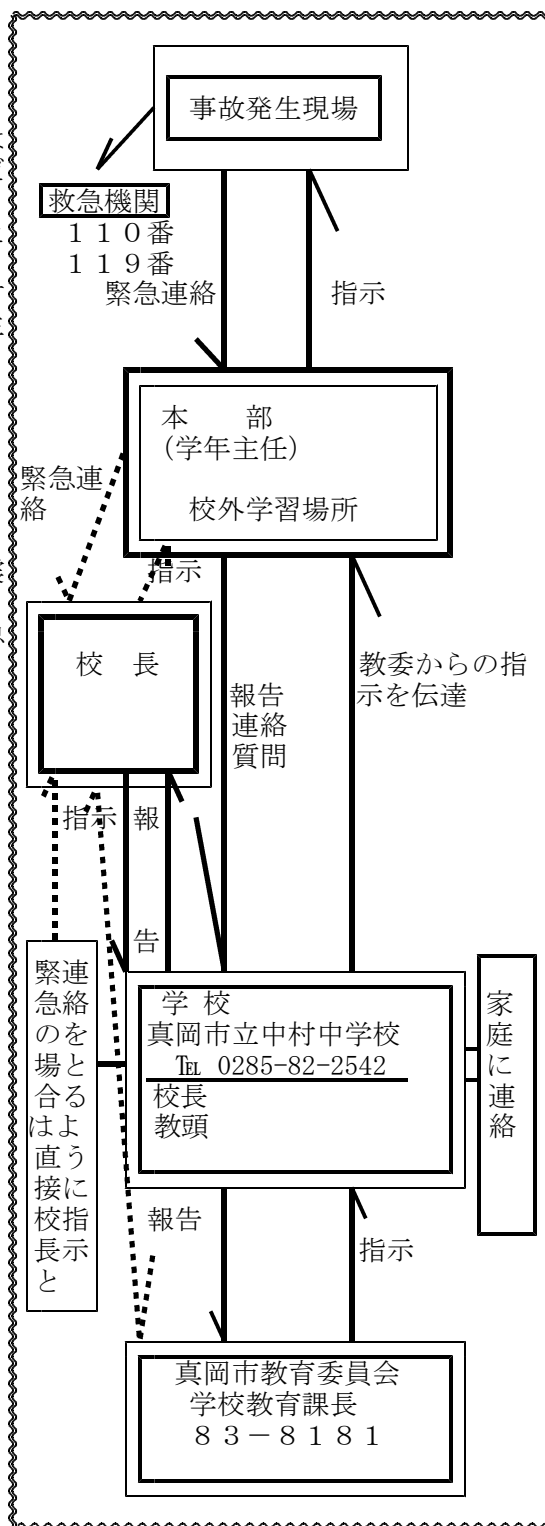 事故発生現場
救急機関
１１０番
１１９番
緊急連絡
指示
本　　部
(学年主任)
校外学習場所
緊急連
絡
指示
校　長
報告
連絡
質問
教委からの指
示を伝達
指示
報
告
緊急の場合は直接校長と
連絡をとるように指示
学 校
真岡市立中村中学校
℡ 0285-82-2542
校長
教頭
家庭に連絡
報告
指示
真岡市教育委員会
学校教育課長
８３－８１８１